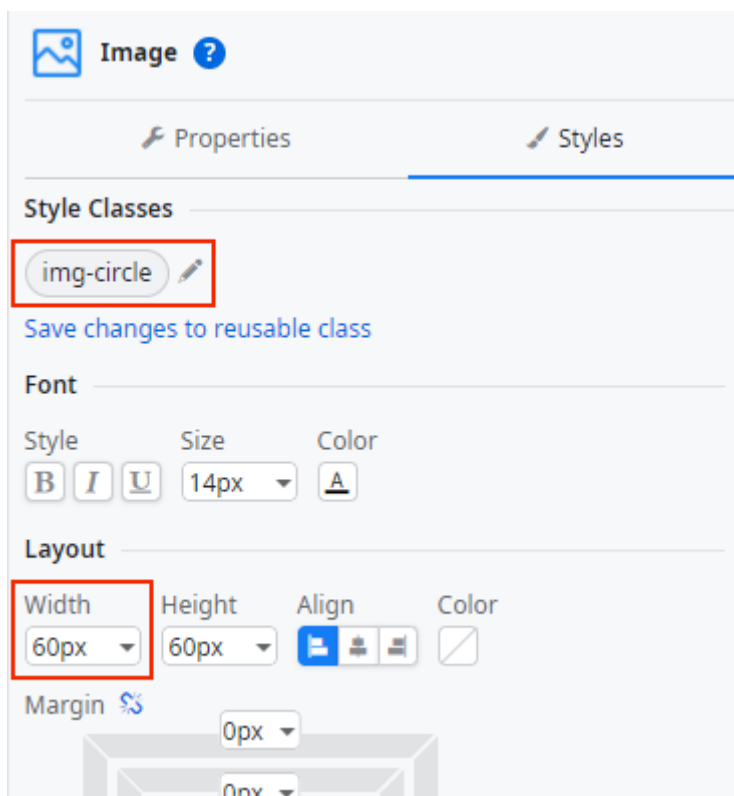 Image ?
Properties Styles
Style Classes
img-circle
Save changes to reusable class
Font
Style Size Color
B I U 14px A
Layout
Width Height Align Color
60px 60px
Margin
0px
0px